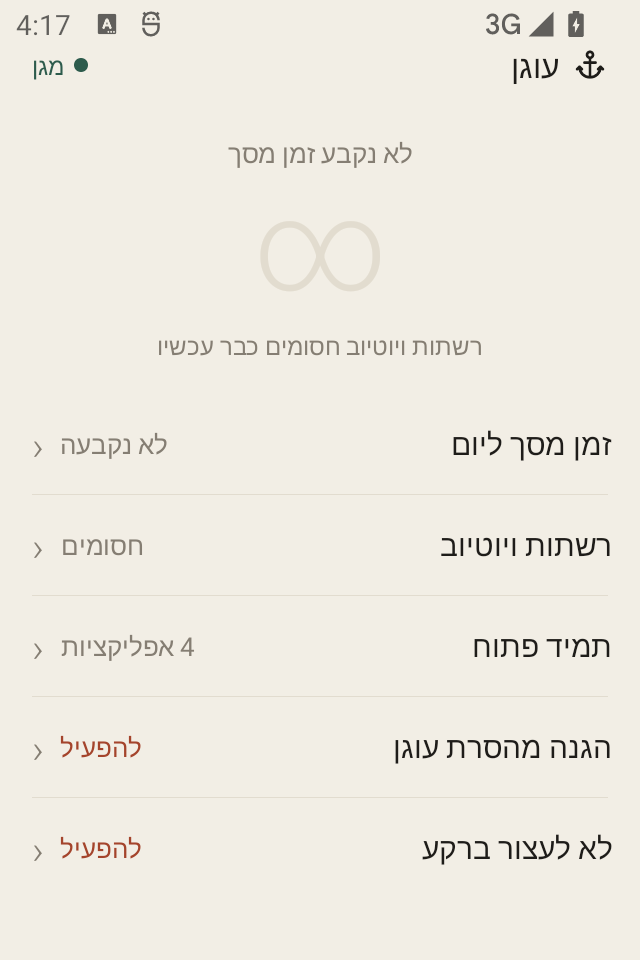 4:17 3G
עוגן מגן
לא נקבע זמן מסך
∞
רשתות ויוטיוב חסומים כבר עכשיו
זמן מסך ליום לא נקבעה
רשתות ויוטיוב חסומים
תמיד פתוח 4 אפליקציות
הגנה מהסרת עוגן להפעיל
לא לעצור ברקע להפעיל